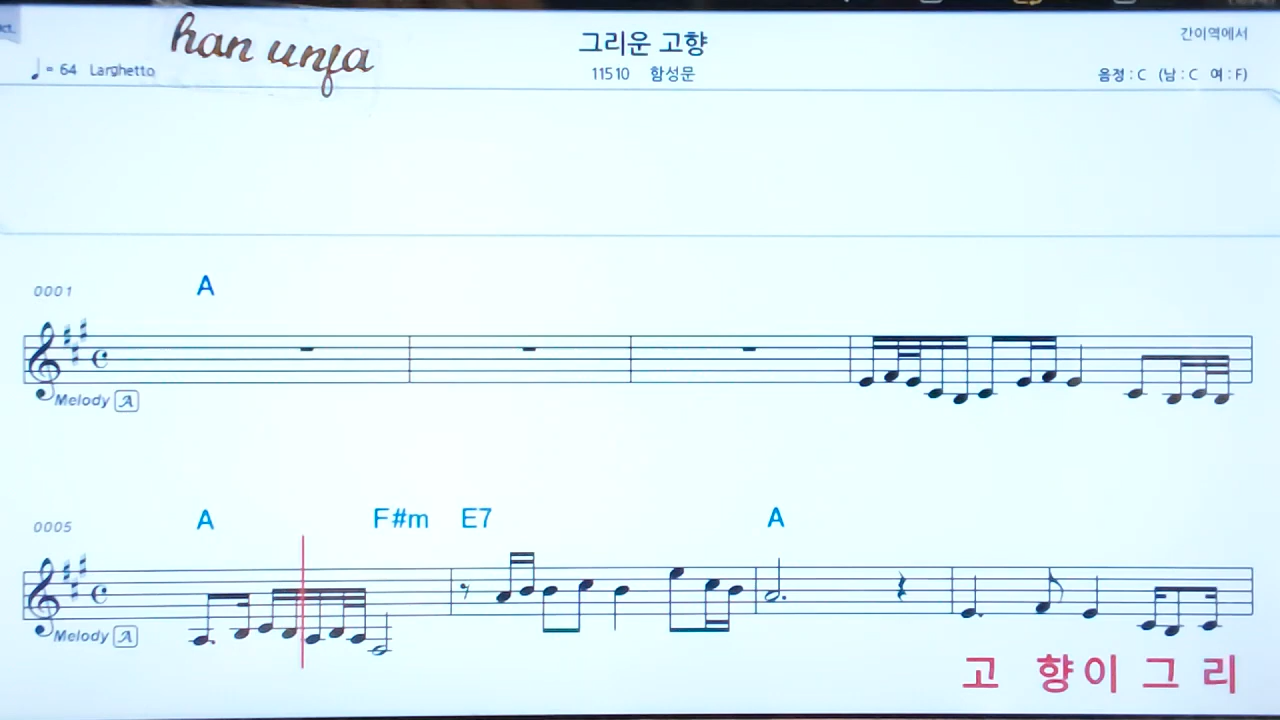 han unja
그리운 고향
간이역에서
♩= 64 Larghetto
11510 함성문
음정 : C (남 : C 여 : F)
A
0001
Melody A
A F#m E7 A
0005
Melody A
고 향이 그 리